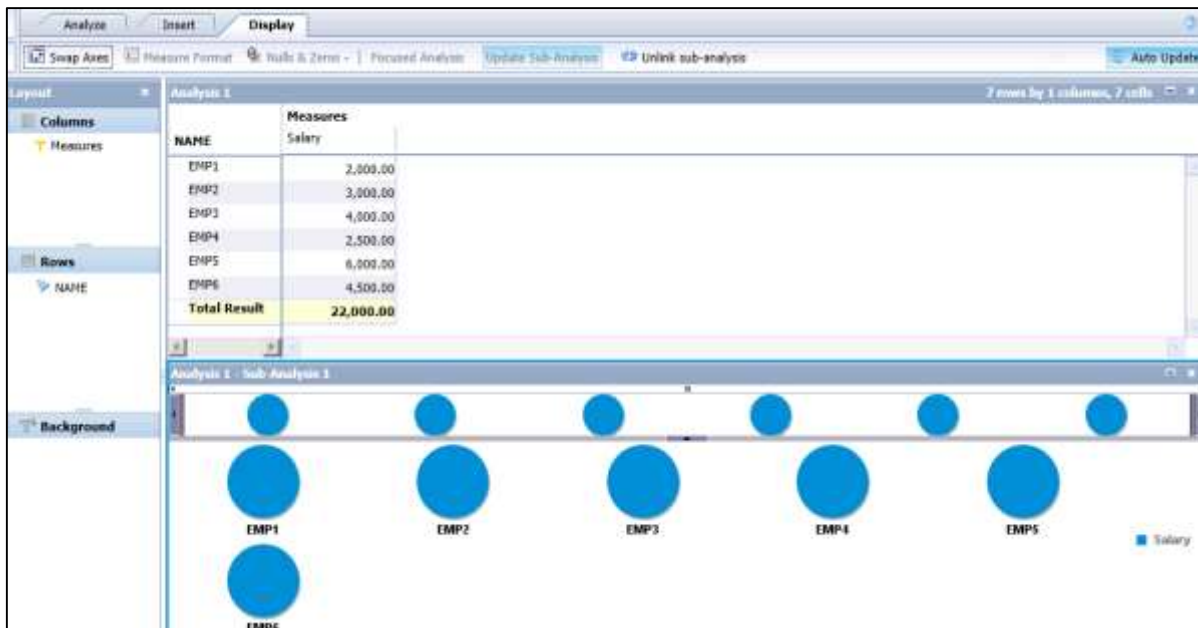 Analyze Insert Display
Swap Axes Measure Format Nulls & Zeros Focused Analysis Update Sub-Analysis Unlink sub-analysis Auto Update
Layout
Analysis 1 7 rows by 1 columns, 7 cells
Columns
Measures
Measures
NAME Salary
EMP1 2,000.00
EMP2 3,000.00
EMP3 4,000.00
EMP4 2,500.00
Rows
EMP5 6,000.00
NAME
EMP6 4,500.00
Total Result 22,000.00
Analysis 1 - Sub-Analysis 1
Background
EMP1 EMP2 EMP3 EMP4 EMP5
Salary
EMP6